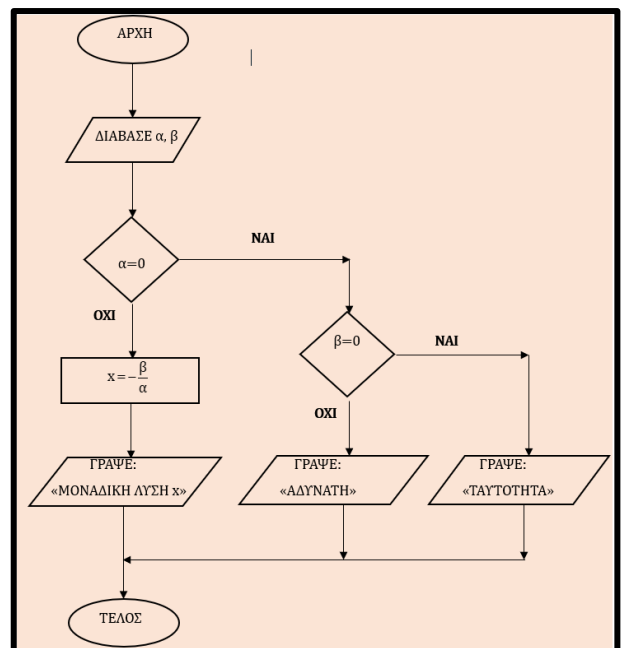 ΑΡΧΗ
ΔΙΑΒΑΣΕ α, β
α=0
ΝΑΙ
ΟΧΙ
x = − β/α
β=0
ΝΑΙ
ΟΧΙ
ΓΡΑΨΕ:
«ΜΟΝΑΔΙΚΗ ΛΥΣΗ x»
ΓΡΑΨΕ:
«ΑΔΥΝΑΤΗ»
ΓΡΑΨΕ:
«ΤΑΥΤΟΤΗΤΑ»
ΤΕΛΟΣ